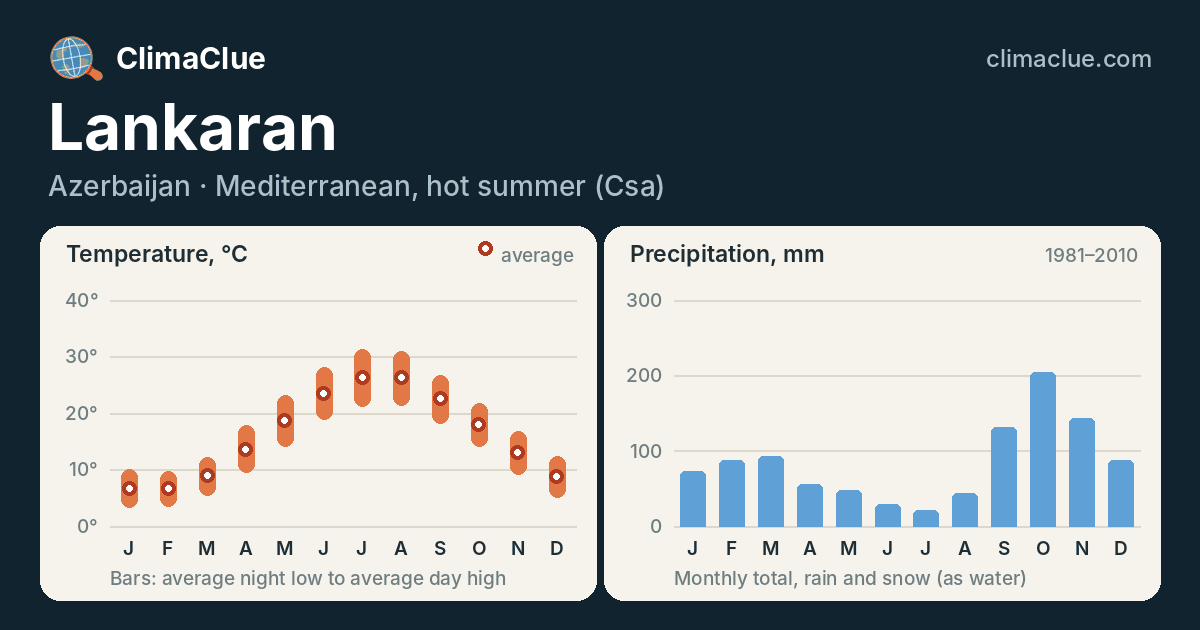 ClimaClue
climaclue.com
Lankaran
Azerbaijan · Mediterranean, hot summer (Csa)
Temperature, °C
average
40°
30°
20°
10°
0°
J F M A M J J A S O N D
Bars: average night low to average day high
Precipitation, mm
1981–2010
300
200
100
0
J F M A M J J A S O N D
Monthly total, rain and snow (as water)